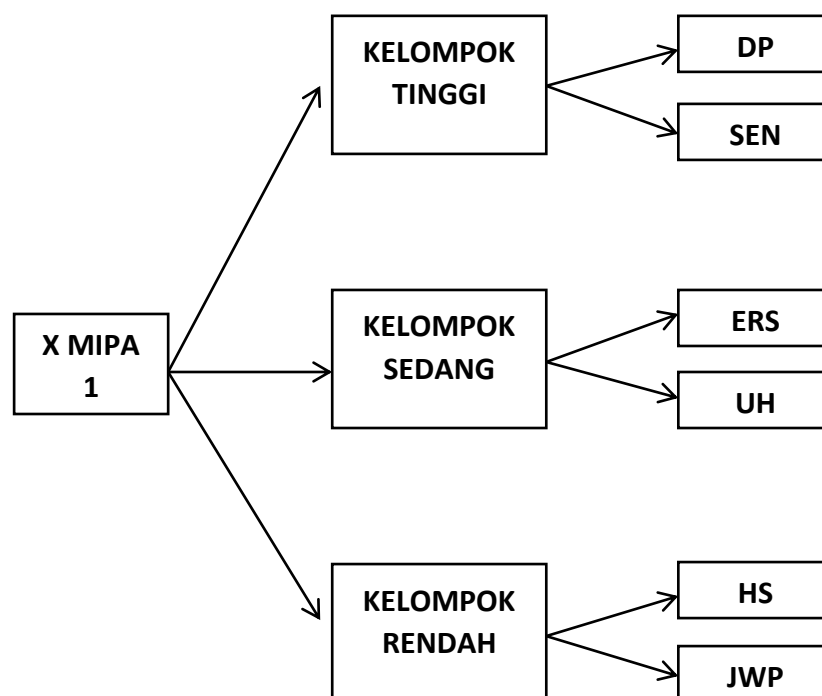 X MIPA
1
KELOMPOK
TINGGI
DP
SEN
KELOMPOK
SEDANG
ERS
UH
KELOMPOK
RENDAH
HS
JWP